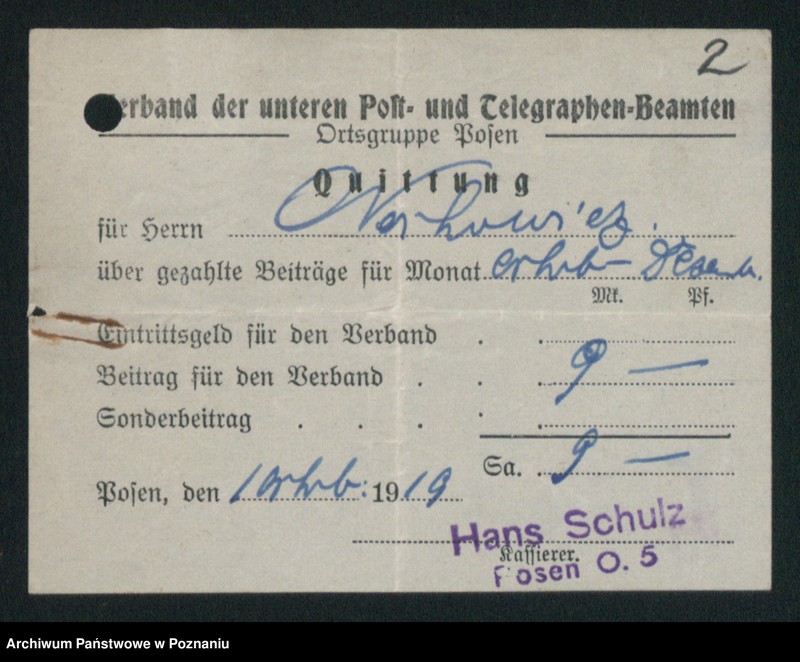 2
Verband der unteren Post- und Telegraphen-Beamten
Ortsgruppe Posen
Quittung
für Herrn
über gezahlte Beiträge für Monat
Mk. Pf.
Eintrittsgeld für den Verband . .
Beitrag für den Verband . . . 9 —
Sonderbeitrag . . . . .
Sa. 9 —
Posen, den 1 1919
Hans Schulz
Kassierer.
Posen O. 5
Archiwum Państwowe w Poznaniu